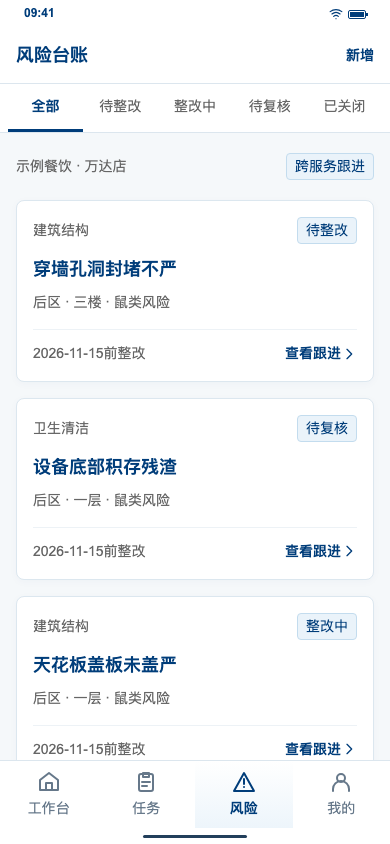 09:41
风险台账 新增
全部 待整改 整改中 待复核 已关闭
示例餐饮 · 万达店 跨服务跟进
建筑结构 待整改
穿墙孔洞封堵不严
后区 · 三楼 · 鼠类风险
2026-11-15前整改 查看跟进
卫生清洁 待复核
设备底部积存残渣
后区 · 一层 · 鼠类风险
2026-11-15前整改 查看跟进
建筑结构 整改中
天花板盖板未盖严
后区 · 一层 · 鼠类风险
2026-11-15前整改 查看跟进
工作台 任务 风险 我的